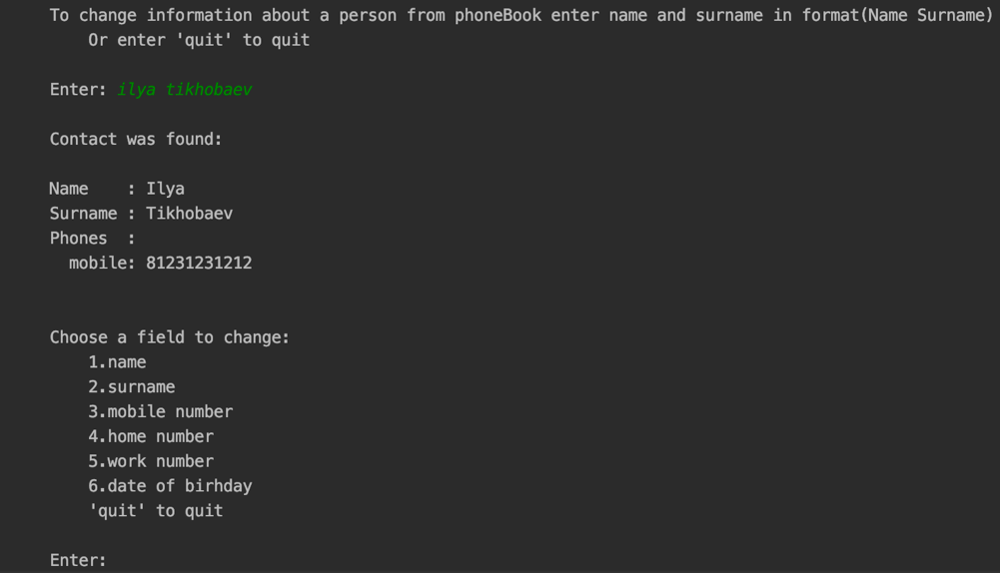 To change information about a person from phoneBook enter name and surname in format(Name Surname)
Or enter 'quit' to quit
Enter: ilya tikhobaev
Contact was found:
Name    : Ilya
Surname : Tikhobaev
Phones  :
mobile: 81231231212
Choose a field to change:
1.name
2.surname
3.mobile number
4.home number
5.work number
6.date of birhday
'quit' to quit
Enter: